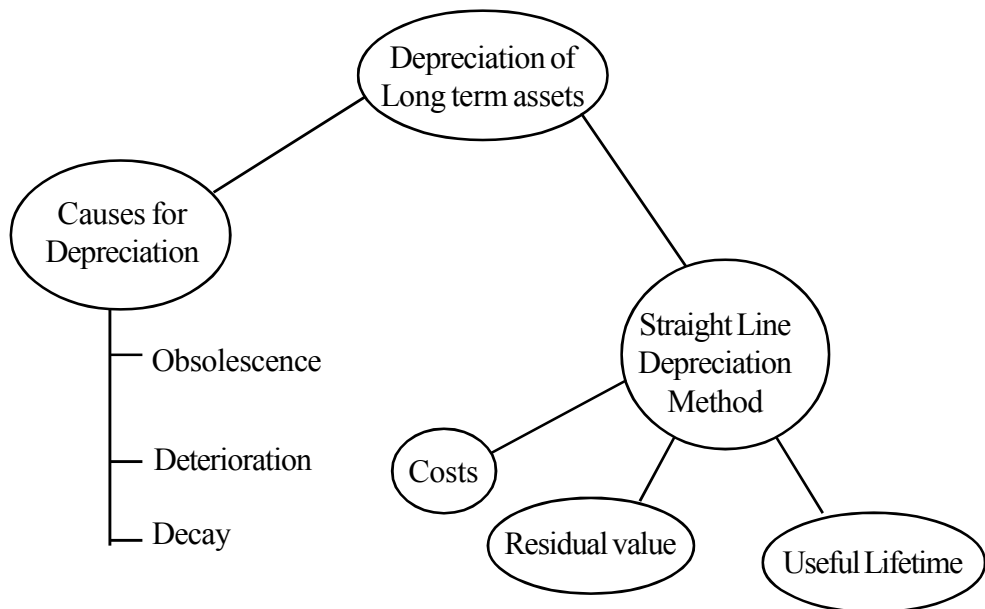 Depreciation of
Long term assets
Causes for
Depreciation
Obsolescence
Deterioration
Decay
Straight Line
Depreciation
Method
Costs
Residual value
Useful Lifetime